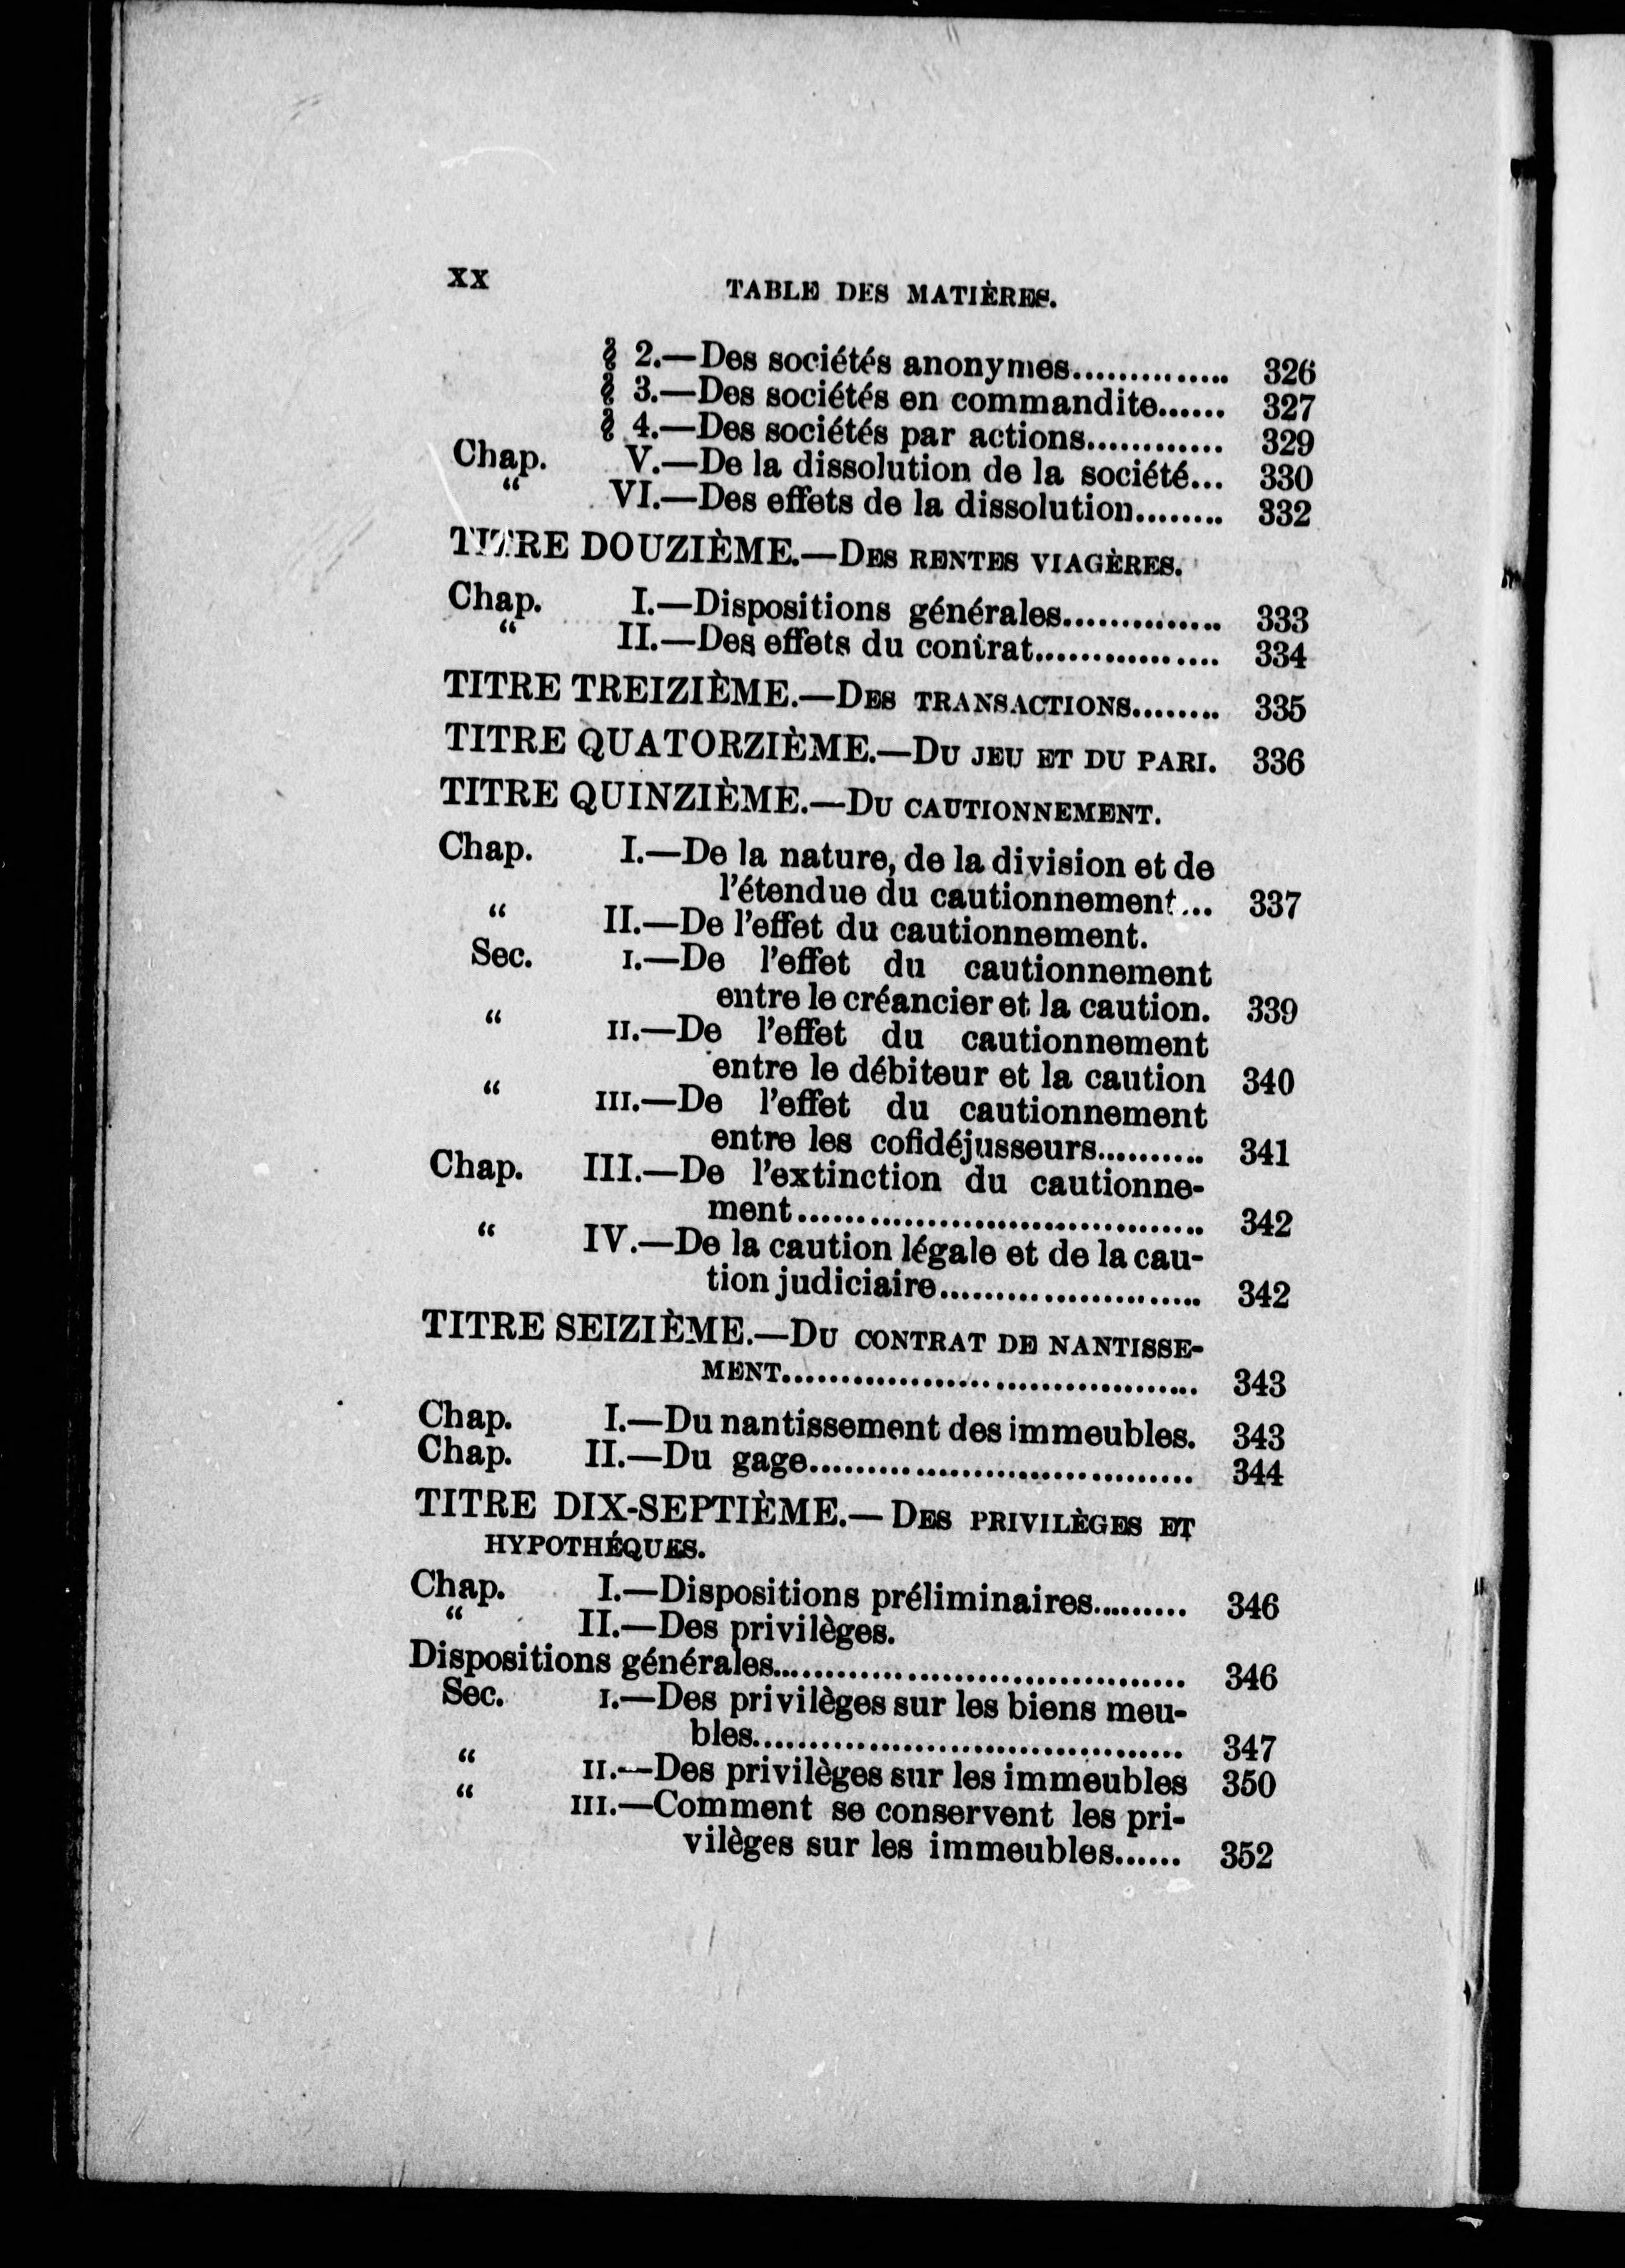 XX TABLE DES MATIÈRES.
§ 2.—Des sociétés anonymes.............. 326
§ 3.—Des sociétés en commandite...... 327
§ 4.—Des sociétés par actions............ 329
Chap. V.—De la dissolution de la société... 330
“ VI.—Des effets de la dissolution........ 332
TITRE DOUZIÈME.—DES RENTES VIAGÈRES.
Chap. I.—Dispositions générales.............. 333
“ II.—Des effets du contrat................ 334
TITRE TREIZIÈME.—DES TRANSACTIONS........ 335
TITRE QUATORZIÈME.—DU JEU ET DU PARI. 336
TITRE QUINZIÈME.—DU CAUTIONNEMENT.
Chap. I.—De la nature, de la division et de
l'étendue du cautionnement... 337
“ II.—De l'effet du cautionnement.
Sec. I.—De l'effet du cautionnement
entre le créancier et la caution. 339
“ II.—De l'effet du cautionnement
entre le débiteur et la caution 340
“ III.—De l'effet du cautionnement
entre les cofidéjusseurs.......... 341
Chap. III.—De l'extinction du cautionne-
ment.................................... 342
“ IV.—De la caution légale et de la cau-
tion judiciaire........................ 342
TITRE SEIZIÈME.—DU CONTRAT DE NANTISSE-
MENT.................................... 343
Chap. I.—Du nantissement des immeubles. 343
Chap. II.—Du gage.................................. 344
TITRE DIX-SEPTIÈME.—DES PRIVILÈGES ET
HYPOTHÉQUES.
Chap. I.—Dispositions préliminaires......... 346
“ II.—Des privilèges.
Dispositions générales.................................... 346
Sec. I.—Des privilèges sur les biens meu-
bles...................................... 347
“ II.—Des privilèges sur les immeubles 350
“ III.—Comment se conservent les pri-
vilèges sur les immeubles...... 352